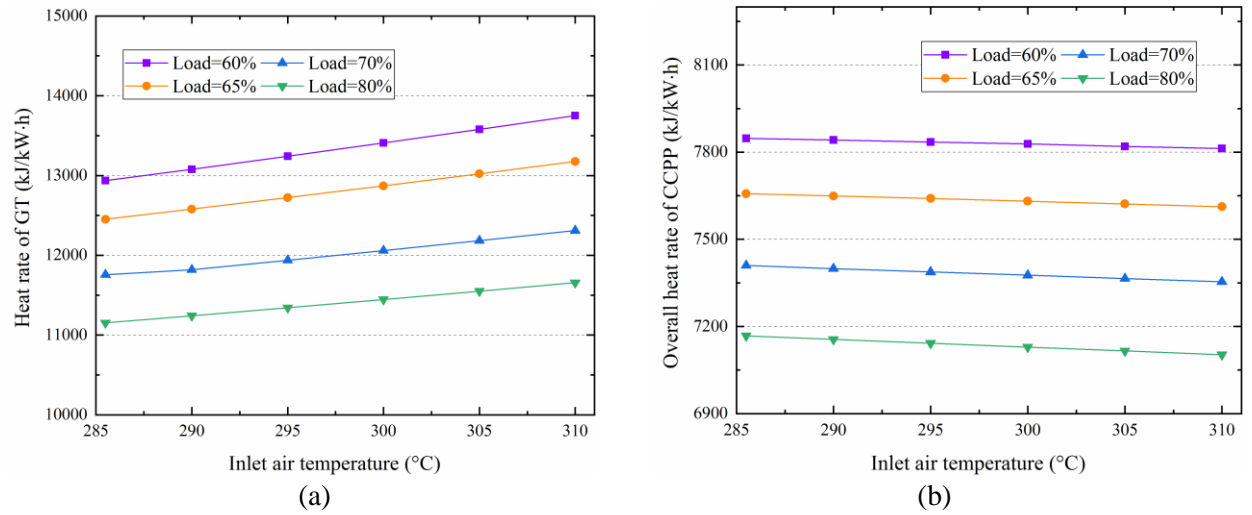 15000
14000
13000
12000
11000
10000
Heat rate of GT (kJ/kW·h)
Load=60% Load=70%
Load=65% Load=80%
285 290 295 300 305 310
Inlet air temperature (°C)
(a)
8100
7800
7500
7200
6900
Overall heat rate of CCPP (kJ/kW·h)
Load=60% Load=70%
Load=65% Load=80%
285 290 295 300 305 310
Inlet air temperature (°C)
(b)